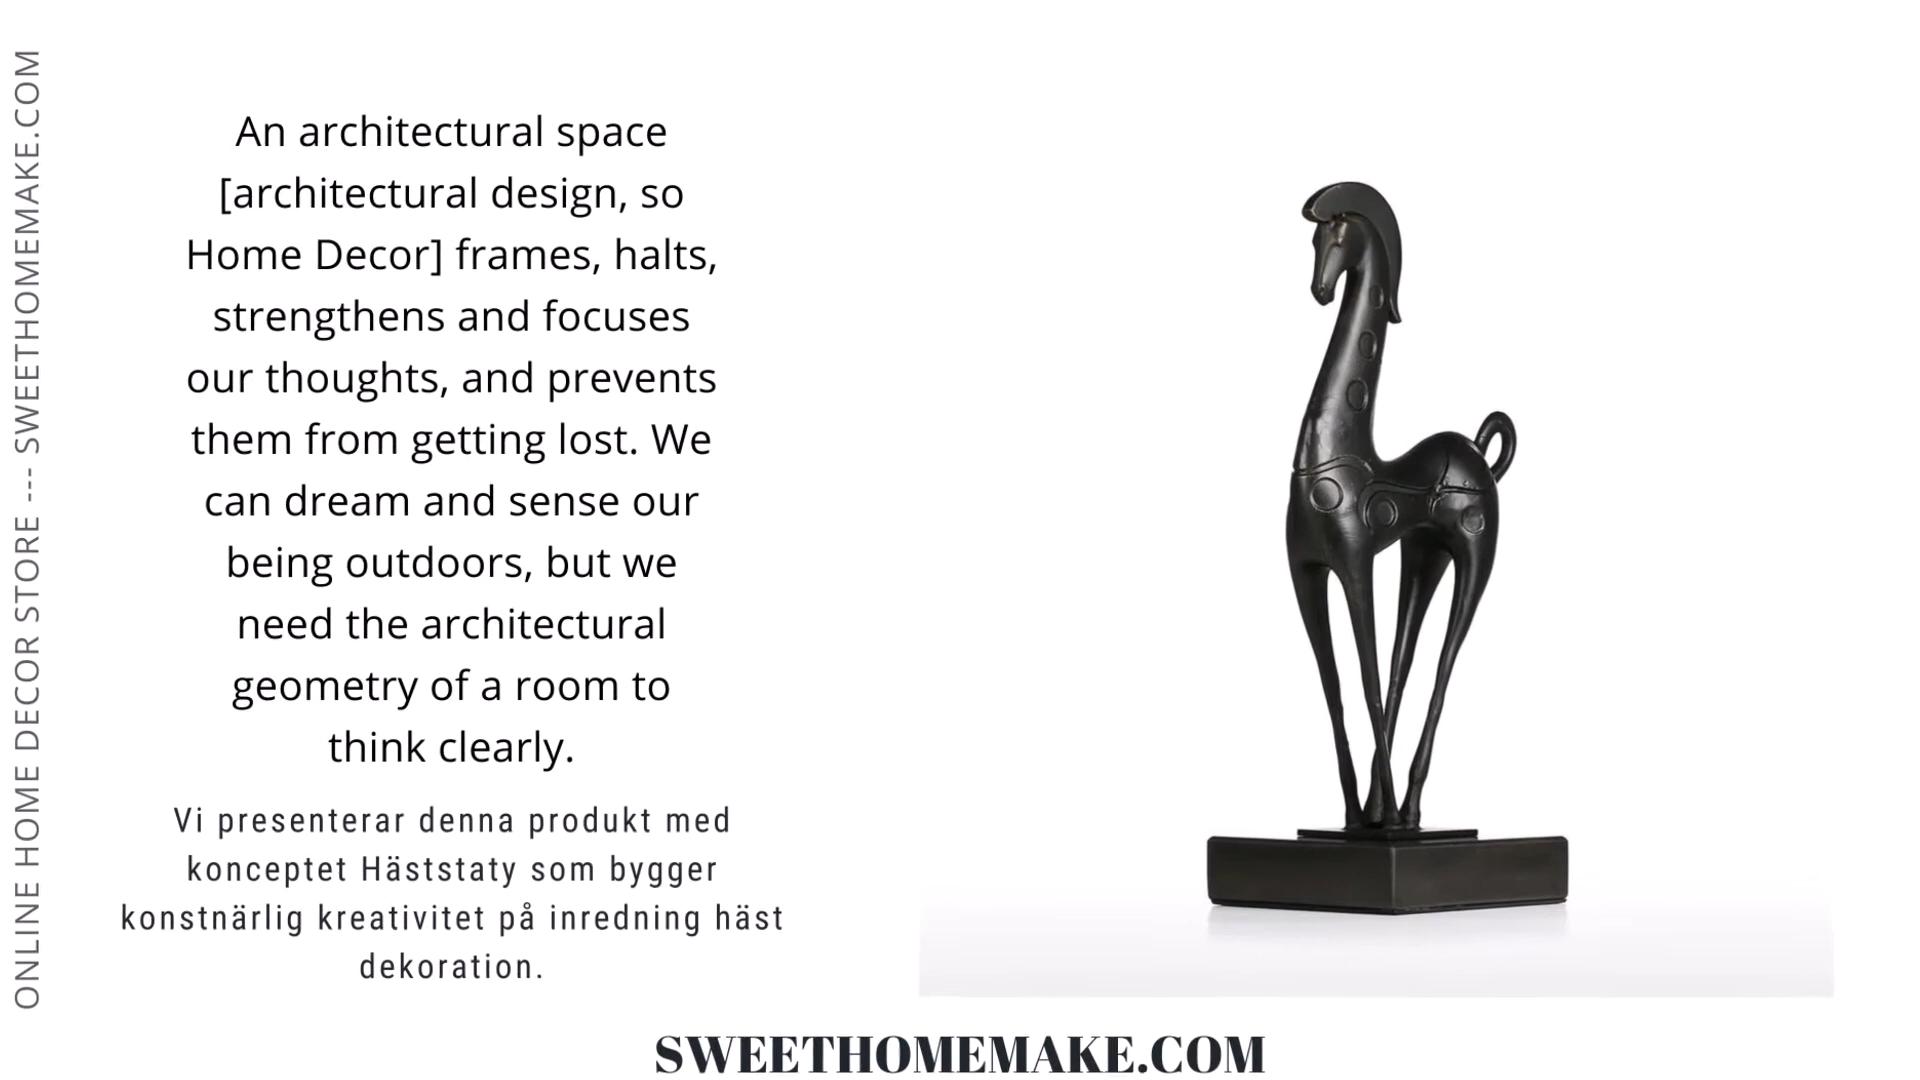 ONLINE HOME DECOR STORE --- SWEETHOMEMAKE.COM
An architectural space
[architectural design, so
Home Decor] frames, halts,
strengthens and focuses
our thoughts, and prevents
them from getting lost. We
can dream and sense our
being outdoors, but we
need the architectural
geometry of a room to
think clearly.
Vi presenterar denna produkt med
konceptet Häststaty som bygger
konstnärlig kreativitet på inredning häst
dekoration.
SWEETHOMEMAKE.COM